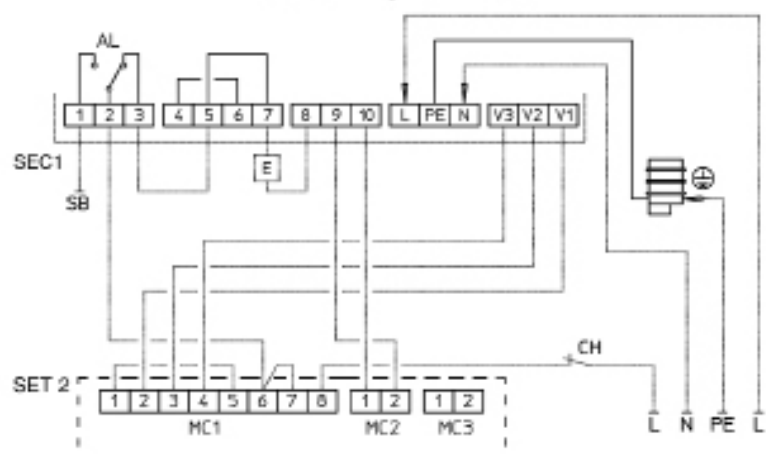 AL
1 2 3 4 5 6 7 8 9 10 L PE N V3 V2 V1
SEC1
E
SB
CH
SET 2
1 2 3 4 5 6 7 8 1 2 1 2
MC1 MC2 MC3
L N PE L